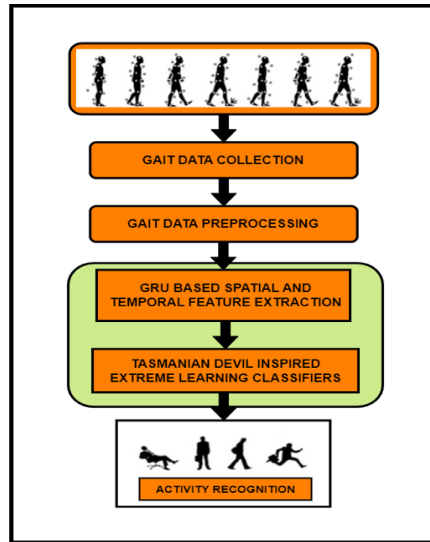 GAIT DATA COLLECTION
GAIT DATA PREPROCESSING
GRU BASED SPATIAL AND
TEMPORAL FEATURE EXTRACTION
TASMANIAN DEVIL INSPIRED
EXTREME LEARNING CLASSIFIERS
ACTIVITY RECOGNITION